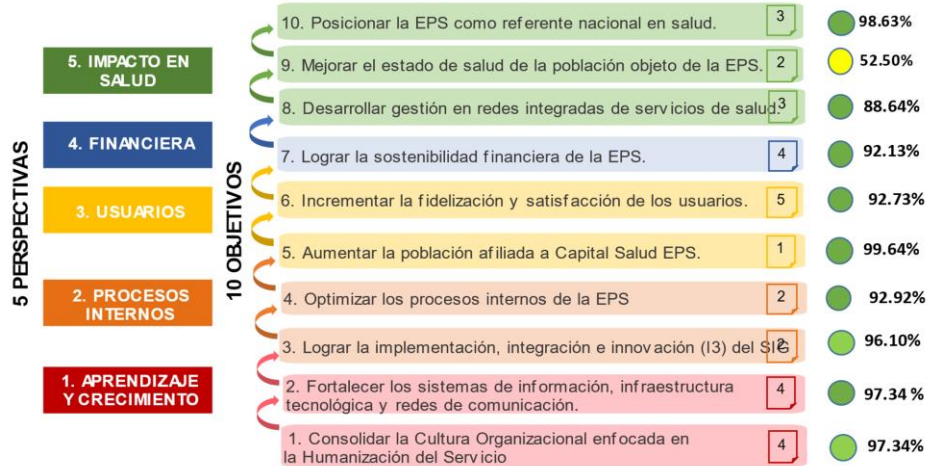 5 PERSPECTIVAS
5. IMPACTO EN
SALUD
4. FINANCIERA
3. USUARIOS
2. PROCESOS
INTERNOS
1. APRENDIZAJE
Y CRECIMIENTO
10 OBJETIVOS
10. Posicionar la EPS como referente nacional en salud.
3
98.63%
9. Mejorar el estado de salud de la población objeto de la EPS.
2
52.50%
8. Desarrollar gestión en redes integradas de servicios de salud.
3
88.64%
7. Lograr la sostenibilidad financiera de la EPS.
4
92.13%
6. Incrementar la fidelización y satisfacción de los usuarios.
5
92.73%
5. Aumentar la población afiliada a Capital Salud EPS.
1
99.64%
4. Optimizar los procesos internos de la EPS
2
92.92%
3. Lograr la implementación, integración e innovación (I3) del SIG
2
96.10%
2. Fortalecer los sistemas de información, infraestructura
tecnológica y redes de comunicación.
4
97.34 %
1. Consolidar la Cultura Organizacional enfocada en
la Humanización del Servicio
4
97.34%